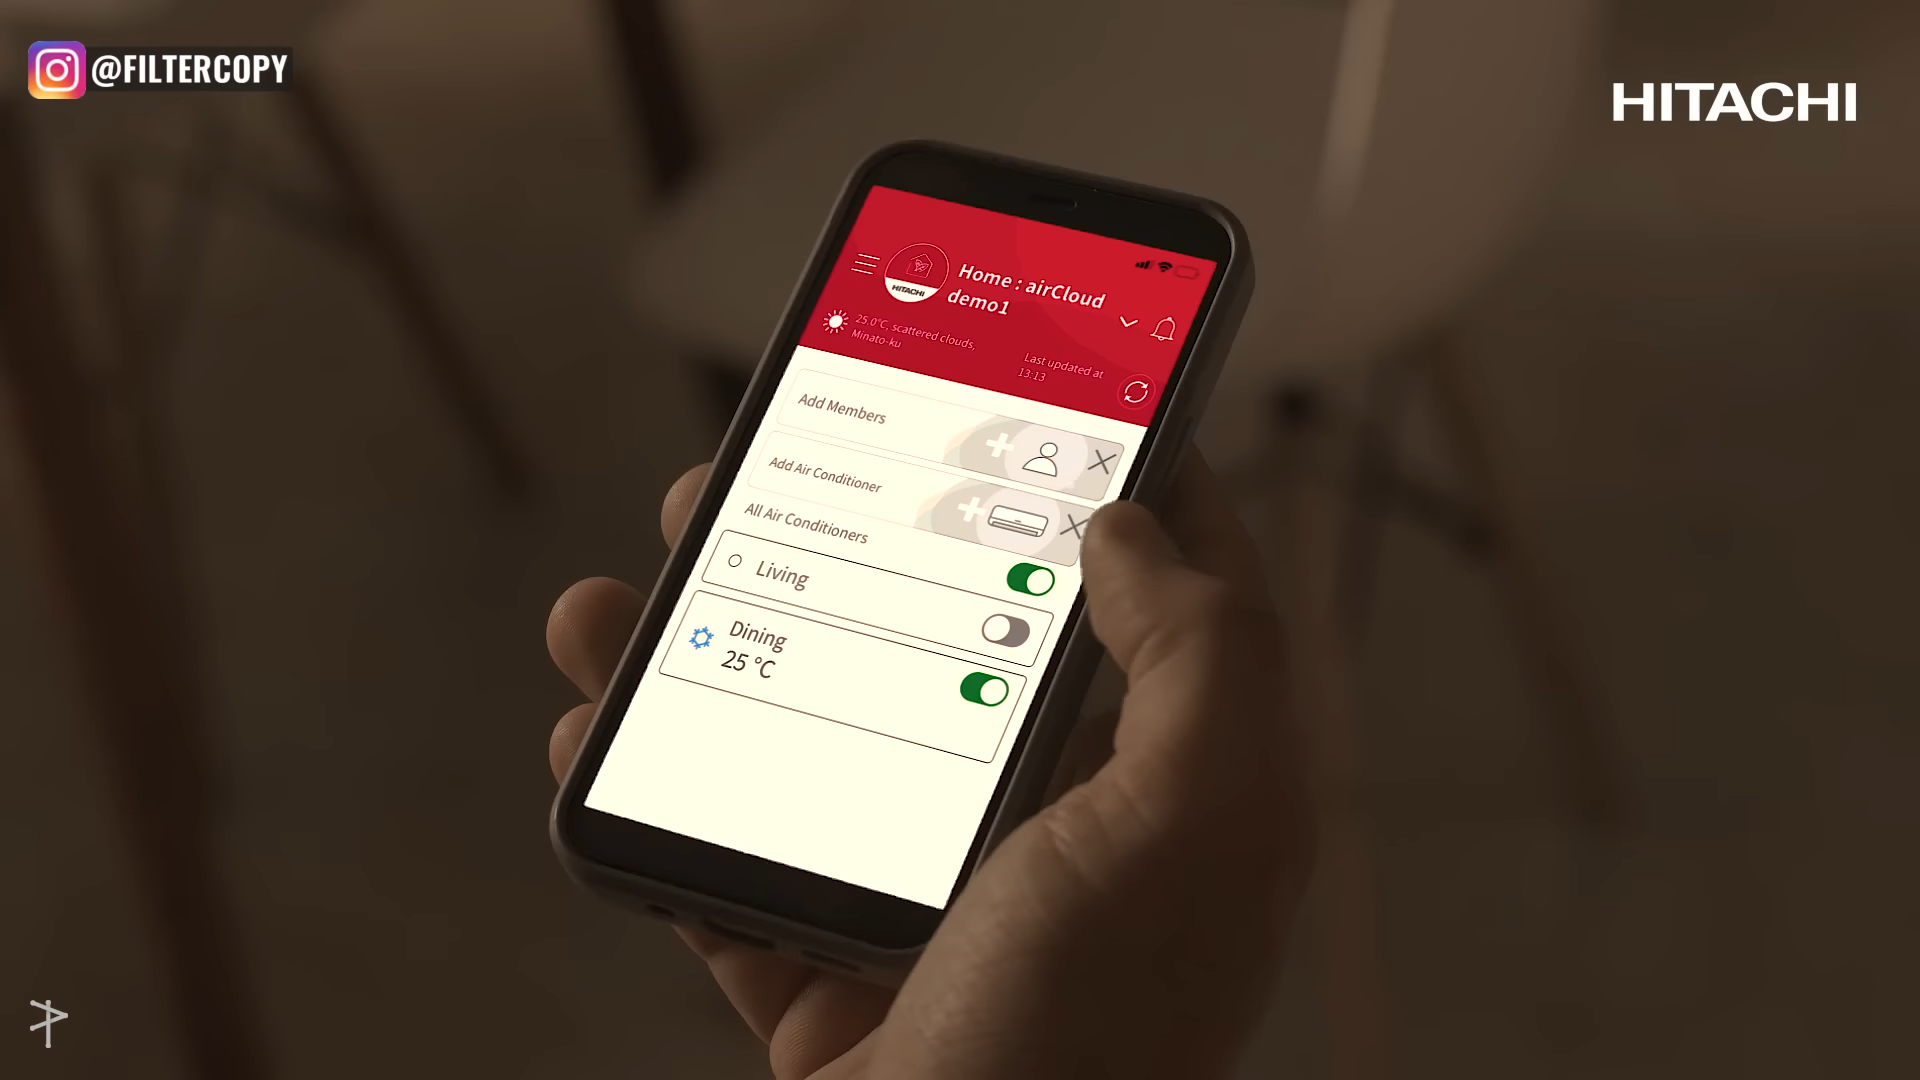 @FILTERCOPY
HITACHI
Home : airCloud
demo1
HITACHI
25.0°C, scattered clouds,
Minato-ku
Last updated at
13:13
Add Members
Add Air Conditioner
All Air Conditioners
Living
Dining
25 °C